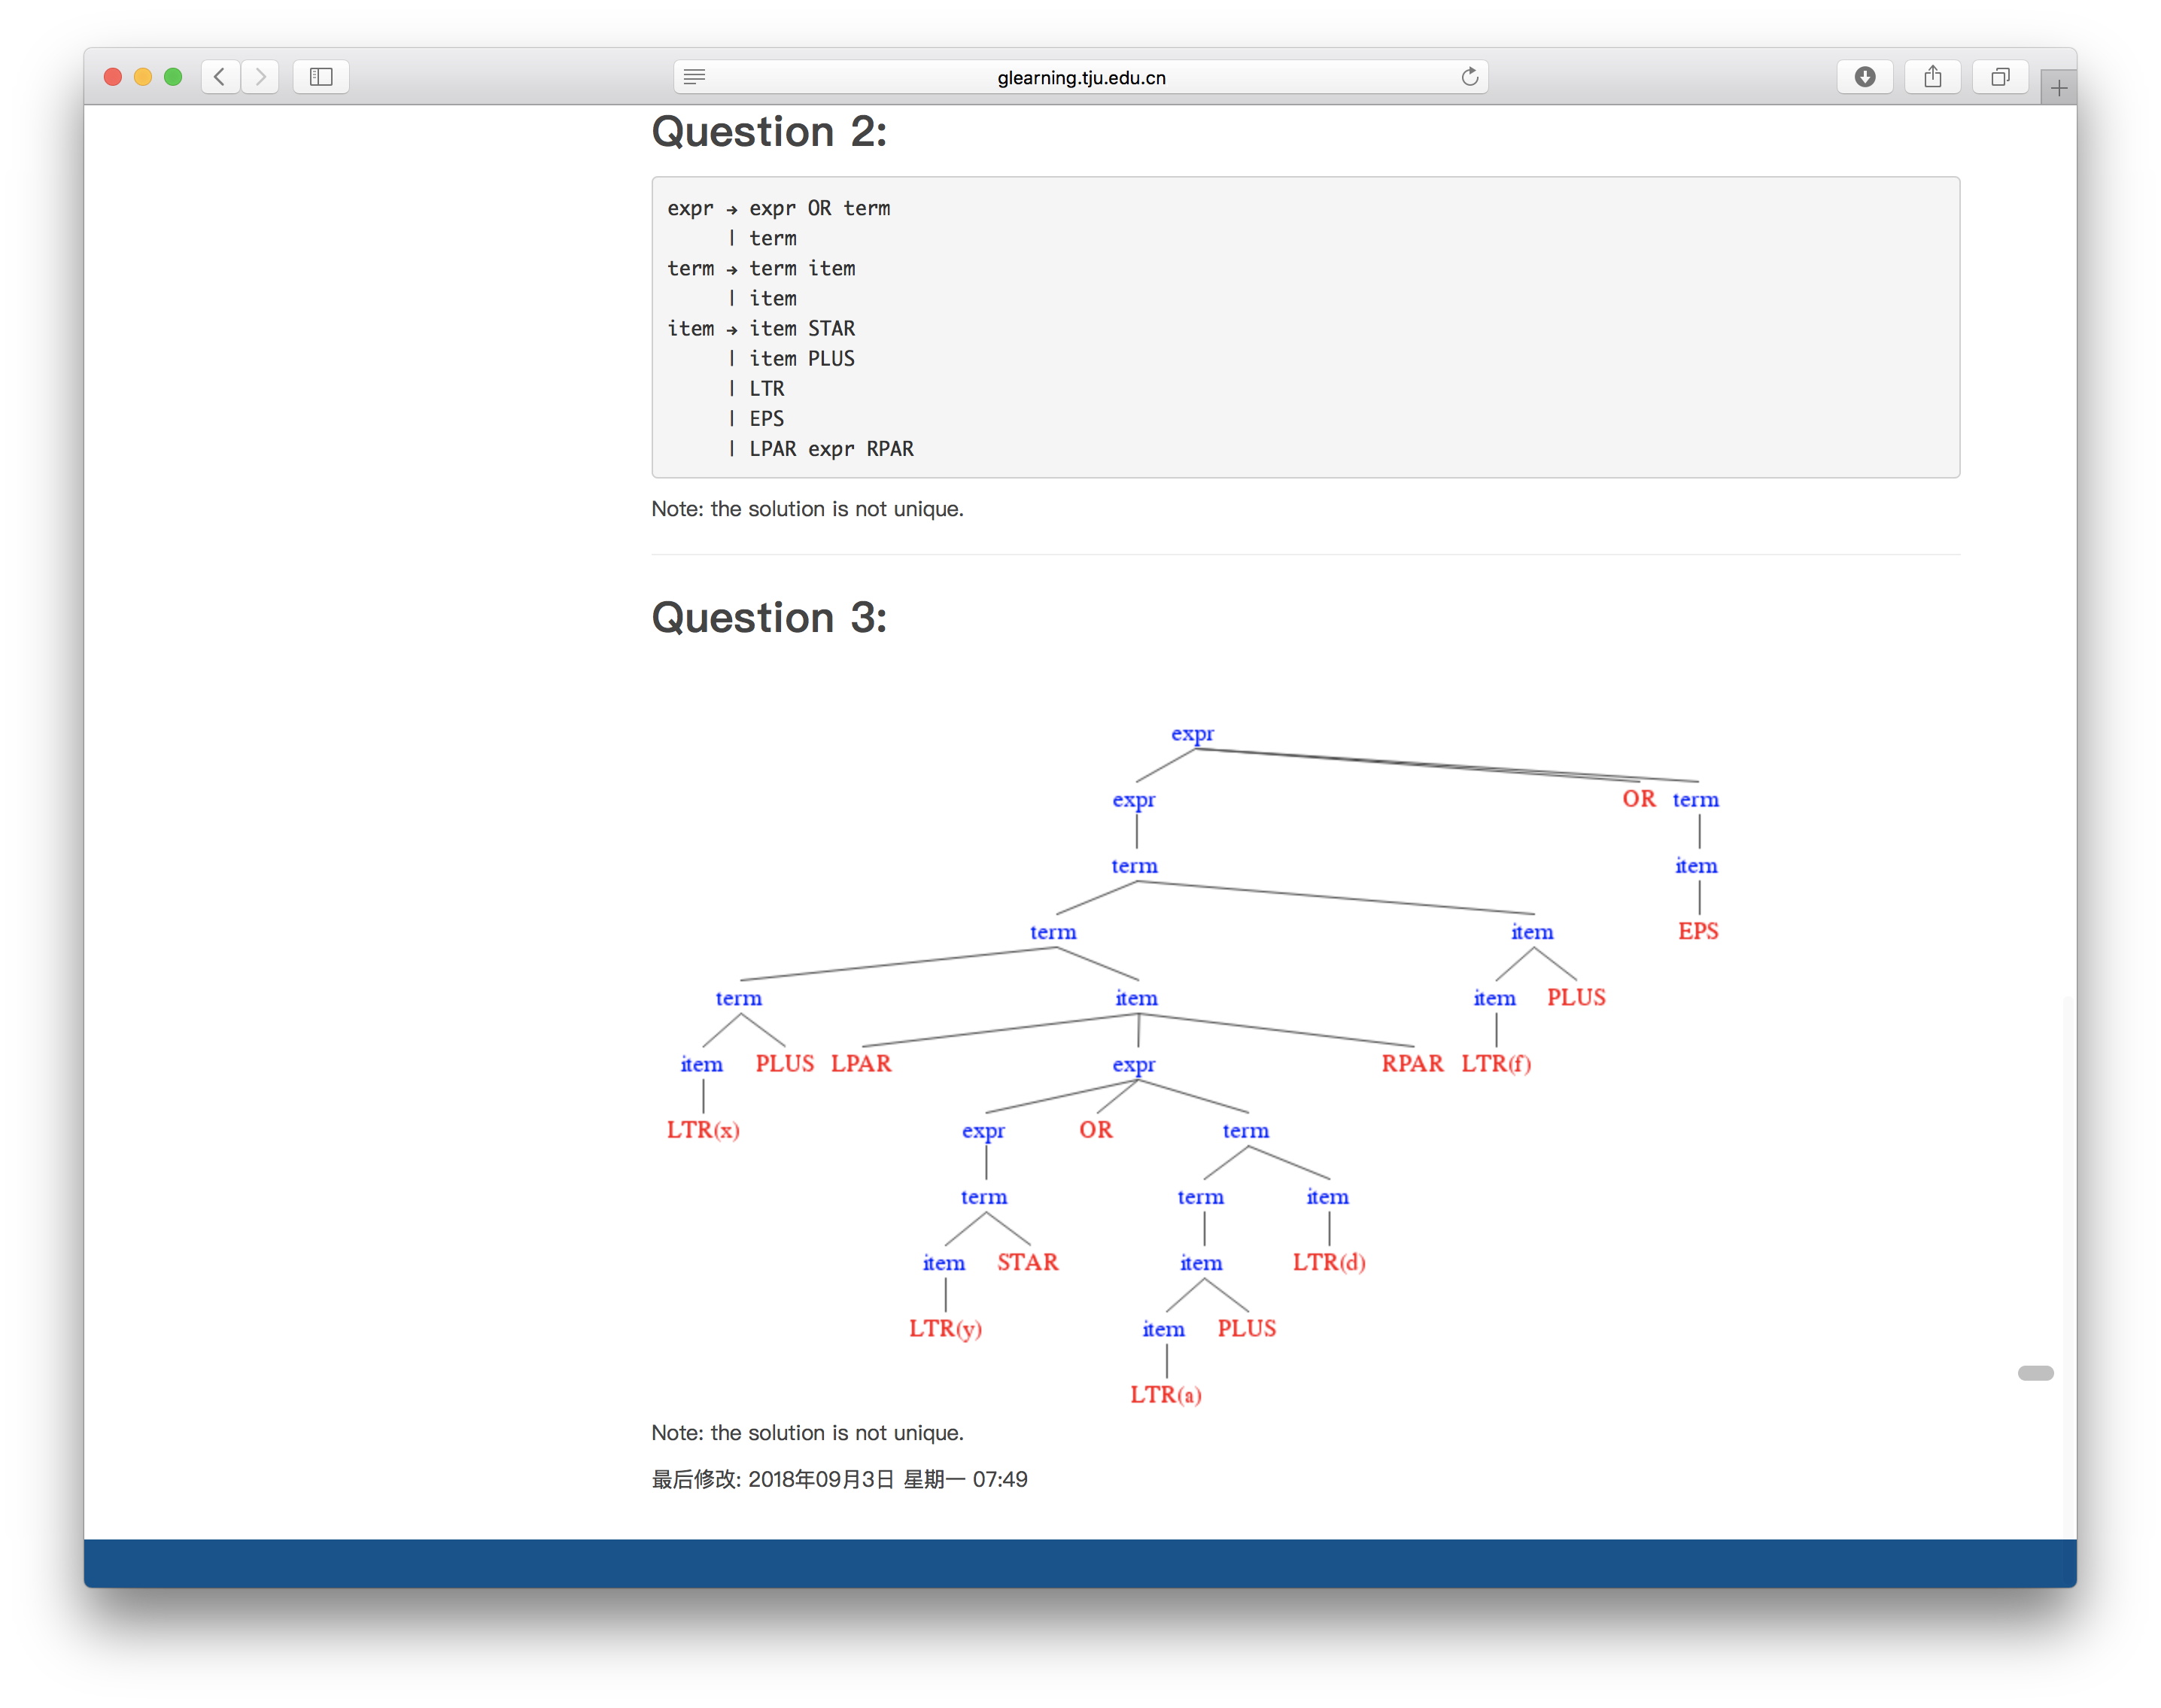 glearning.tju.edu.cn
Question 2:
expr → expr OR term
| term
term → term item
| item
item → item STAR
| item PLUS
| LTR
| EPS
| LPAR expr RPAR
Note: the solution is not unique.
Question 3:
expr
expr OR term
term item
term item EPS
term item item PLUS
item PLUS LPAR expr RPAR LTR(f)
LTR(x) expr OR term
term term item
item STAR item LTR(d)
LTR(y) item PLUS
LTR(a)
Note: the solution is not unique.
最后修改: 2018年09月3日 星期一 07:49